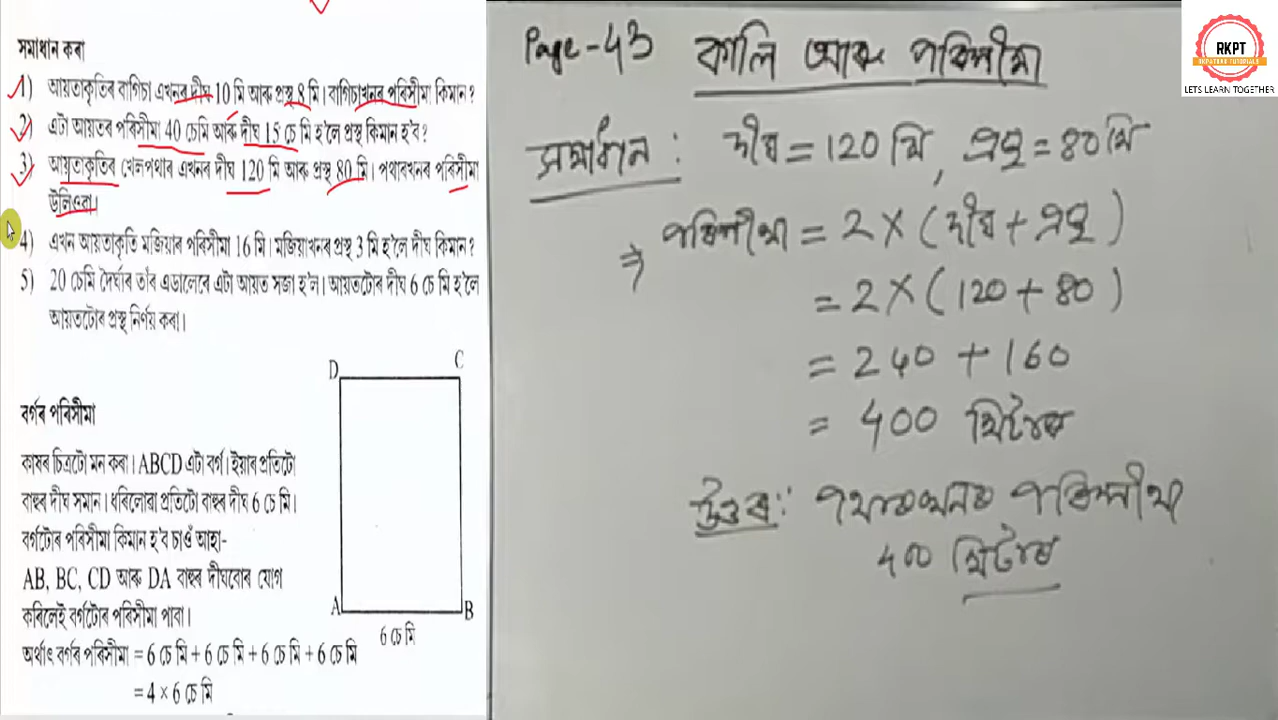 সমাধান কৰা
1) আয়তাকৃতিৰ বাগিচা এখনৰ দীঘ 10 মি আৰু প্ৰস্থ 8 মি। বাগিচাখনৰ পৰিসীমা কিমান?
2) এটা আয়তৰ পৰিসীমা 40 চেমি আৰু দীঘ 15 চে মি হ'লে প্ৰস্থ কিমান হ'ব?
3) আয়তাকৃতিৰ খেলপথাৰ এখনৰ দীঘ 120 মি আৰু প্ৰস্থ 80 মি। পথাৰখনৰ পৰিসীমা
উলিওৱা।
4) এখন আয়তাকৃতি মজিয়াৰ পৰিসীমা 16 মি। মজিয়াখনৰ প্ৰস্থ 3 মি হ'লে দীঘ কিমান?
5) 20 চেমি দৈৰ্ঘ্যৰ তাঁৰ এডালেৰে এটা আয়ত সজা হ'ল। আয়তটোৰ দীঘ 6 চে মি হ'লে
আয়তটোৰ প্ৰস্থ নিৰ্ণয় কৰা।
D C
বৰ্গৰ পৰিসীমা
কাষৰ চিত্ৰটো মন কৰা। ABCD এটা বৰ্গ। ইয়াৰ প্ৰতিটো
বাহুৰ দীঘ সমান। ধৰিলোৱা প্ৰতিটো বাহুৰ দীঘ 6 চে মি।
বৰ্গটোৰ পৰিসীমা কিমান হ'ব চাওঁ আহা-
AB, BC, CD আৰু DA বাহুৰ দীঘবোৰ যোগ
কৰিলেই বৰ্গটোৰ পৰিসীমা পাবা।
A B
6 চে মি
অৰ্থাৎ বৰ্গৰ পৰিসীমা = 6 চে মি + 6 চে মি + 6 চে মি + 6 চে মি
= 4 × 6 চে মি
Page-43 কালি আৰু পৰিসীমা
সমাধান : দীঘ = 120 মি, প্ৰস্থ = 80 মি
⇒ পৰিসীমা = 2 × (দীঘ + প্ৰস্থ)
= 2 × (120 + 80)
= 240 + 160
= 400 মিটাৰ
উত্তৰঃ পথাৰখনৰ পৰিসীমা
400 মিটাৰ
RKPT
RKPATHAK TUTORIALS
LETS LEARN TOGETHER